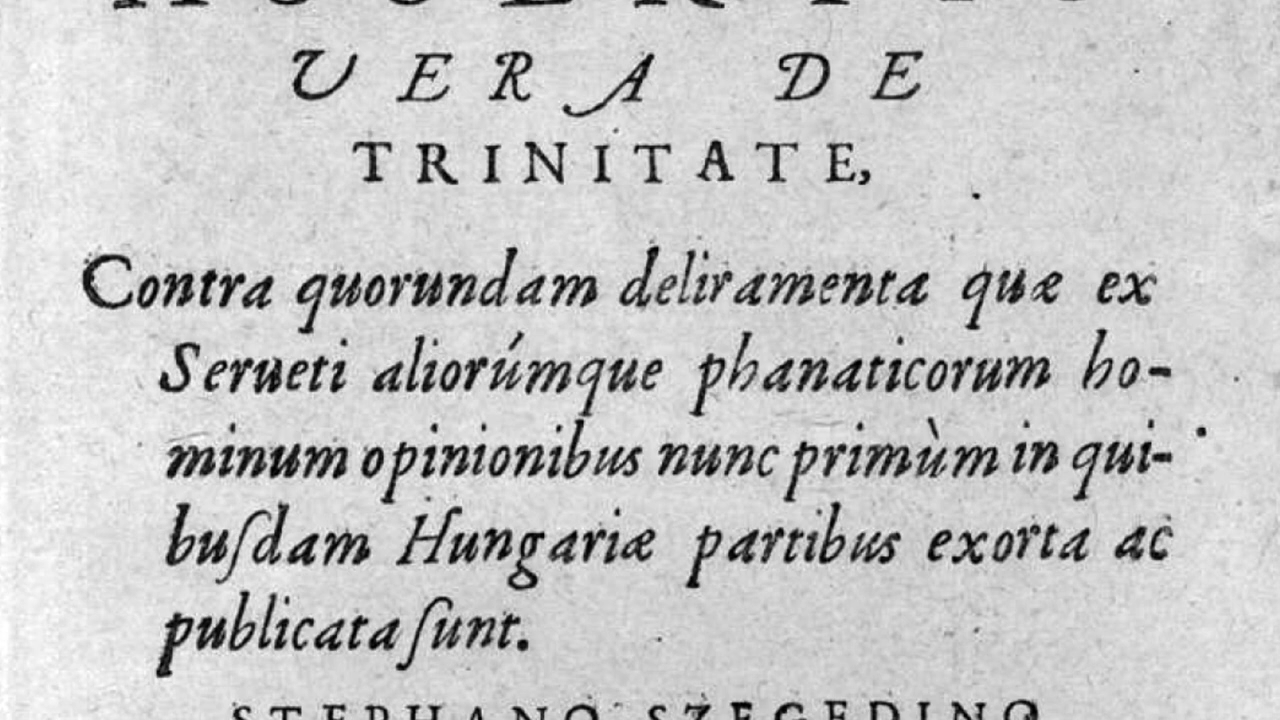 VERA DE
TRINITATE,
Contra quorundam deliramenta quæ ex
Serueti aliorúmque phanaticorum ho-
minum opinionibus nunc primùm in qui-
buſdam Hungariæ partibus exorta ac
publicata ſunt.
STEPHANO SZEGEDINO